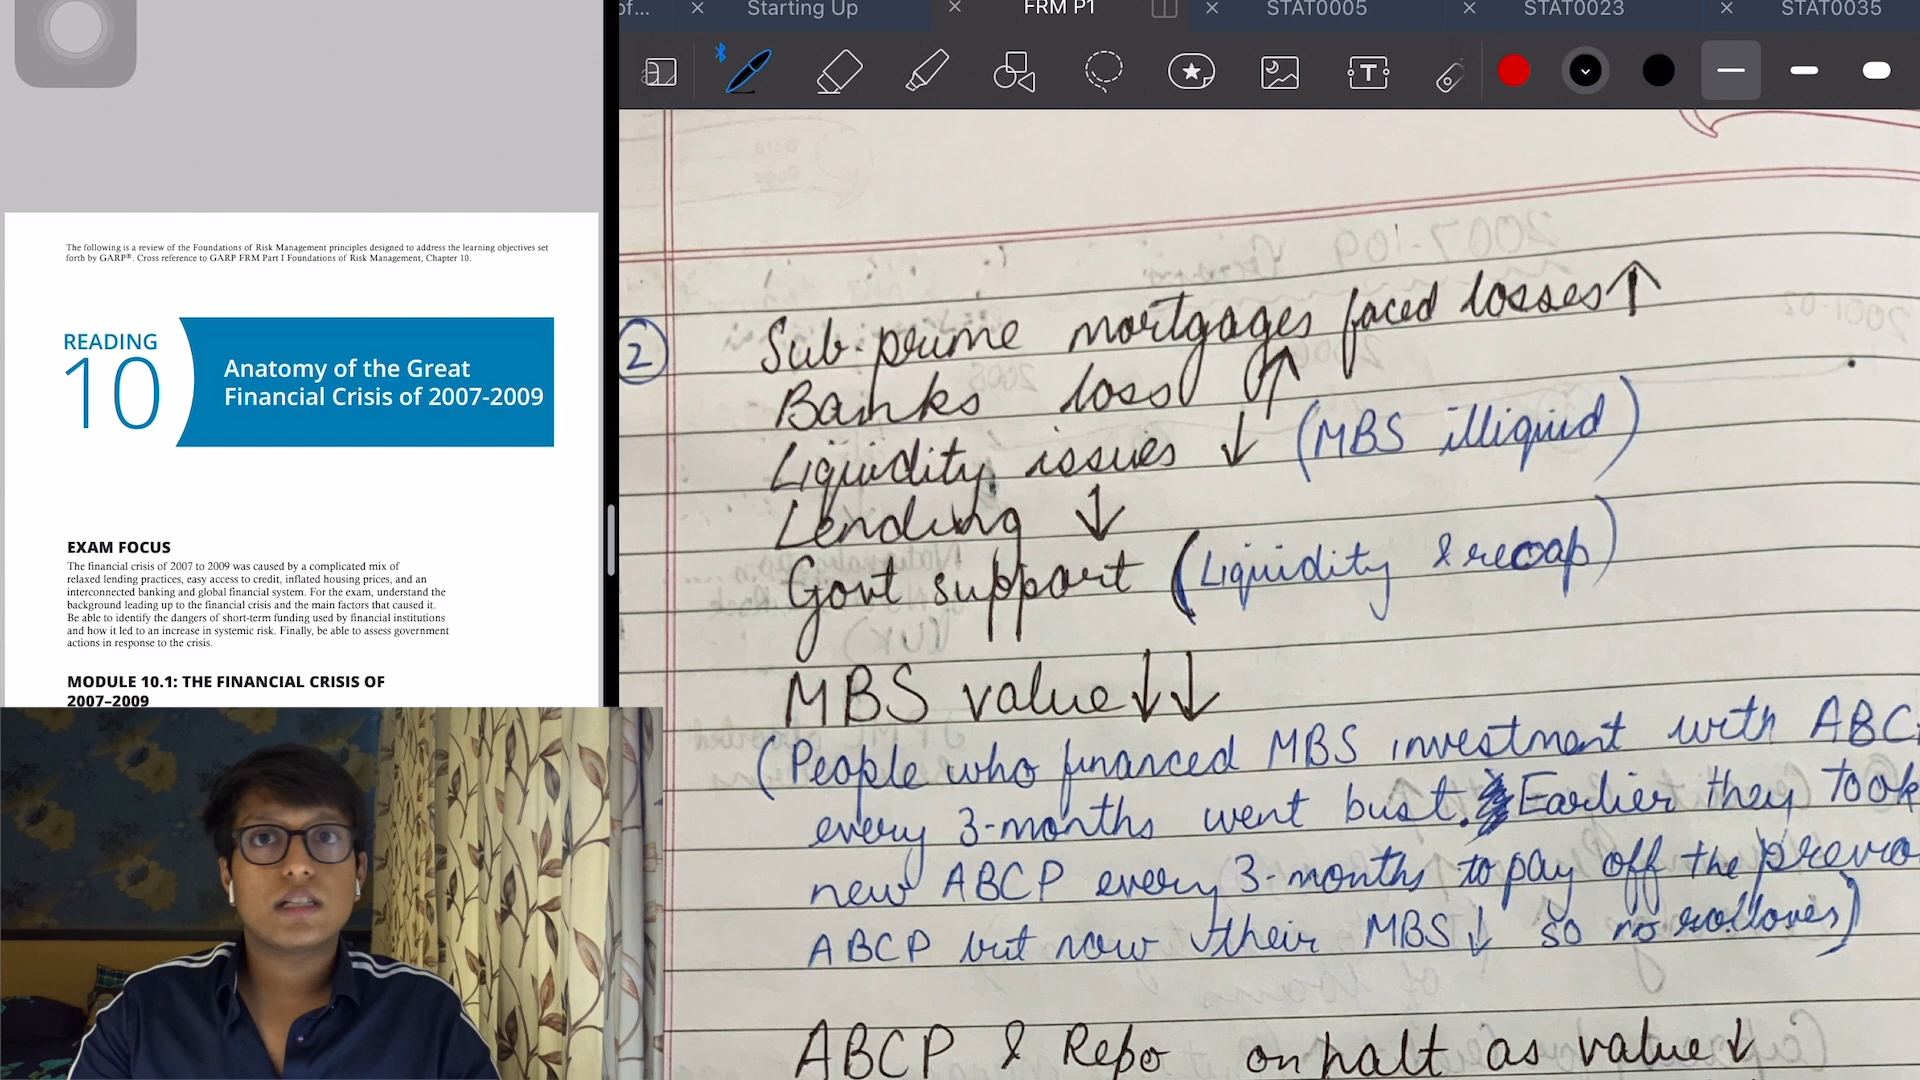 of...
Starting Up
FRM P1
STAT0005
STAT0023
STAT0035
The following is a review of the Foundations of Risk Management principles designed to address the learning objectives set
forth by GARP®. Cross reference to GARP FRM Part I Foundations of Risk Management, Chapter 10.
READING
10
Anatomy of the Great
Financial Crisis of 2007-2009
EXAM FOCUS
The financial crisis of 2007 to 2009 was caused by a complicated mix of
relaxed lending practices, easy access to credit, inflated housing prices, and an
interconnected banking and global financial system. For the exam, understand the
background leading up to the financial crisis and the main factors that caused it.
Be able to identify the dangers of short-term funding used by financial institutions
and how it led to an increase in systemic risk. Finally, be able to assess government
actions in response to the crisis.
MODULE 10.1: THE FINANCIAL CRISIS OF
2007–2009
2 Sub-prime mortgages faced losses ↑
Banks loss ↑
Liquidity issues ↓ (MBS illiquid)
Lending ↓
Govt support (Liquidity & recap)
MBS value ↓↓
(People who financed MBS investment with ABC
every 3-months went bust. Earlier they took
new ABCP every 3-months to pay off the previo
ABCP but now their MBS ↓ so no rollover)
ABCP & Repo on halt as value ↓